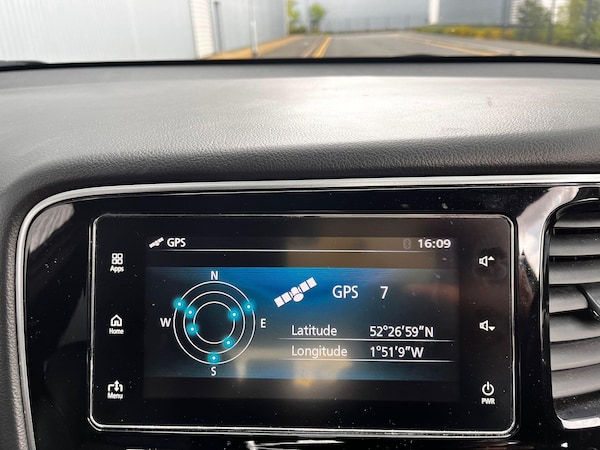 GPS 16:09
Apps
Home
Menu
N
W E
S
GPS 7
Latitude 52°26'59"N
Longitude 1°51'9"W
PWR